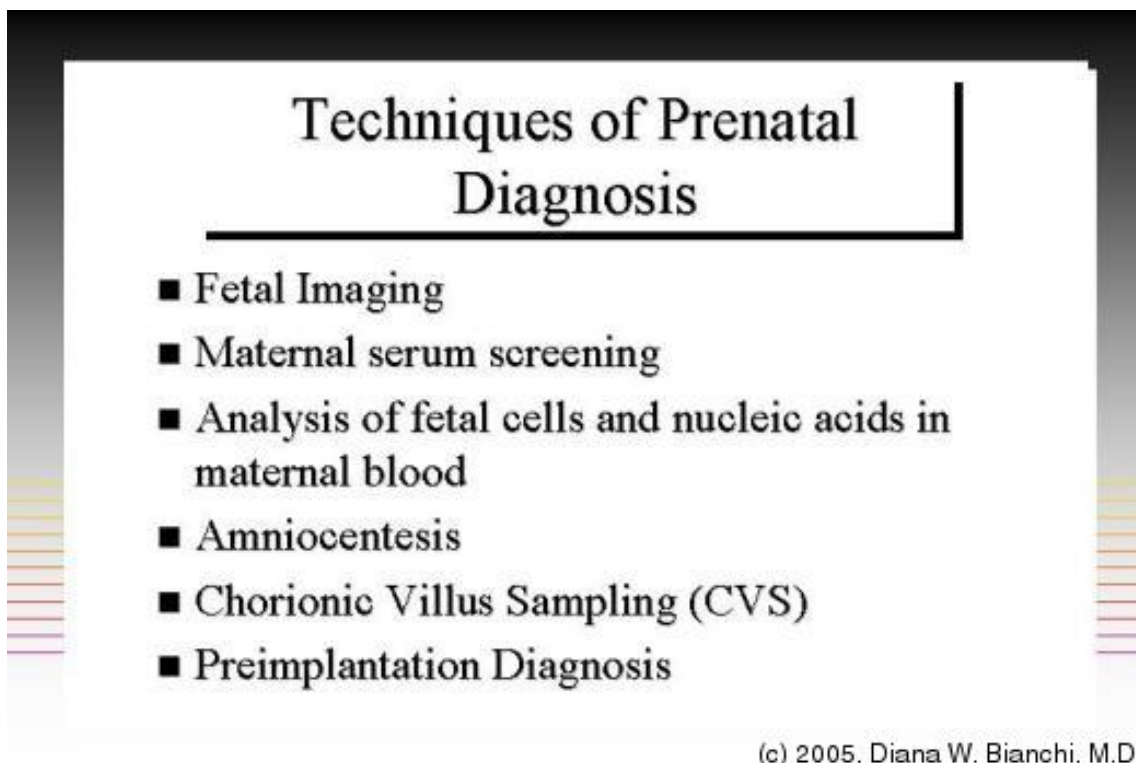 Techniques of Prenatal
Diagnosis
■ Fetal Imaging
■ Maternal serum screening
■ Analysis of fetal cells and nucleic acids in
maternal blood
■ Amniocentesis
■ Chorionic Villus Sampling (CVS)
■ Preimplantation Diagnosis
(c) 2005, Diana W. Bianchi, M.D